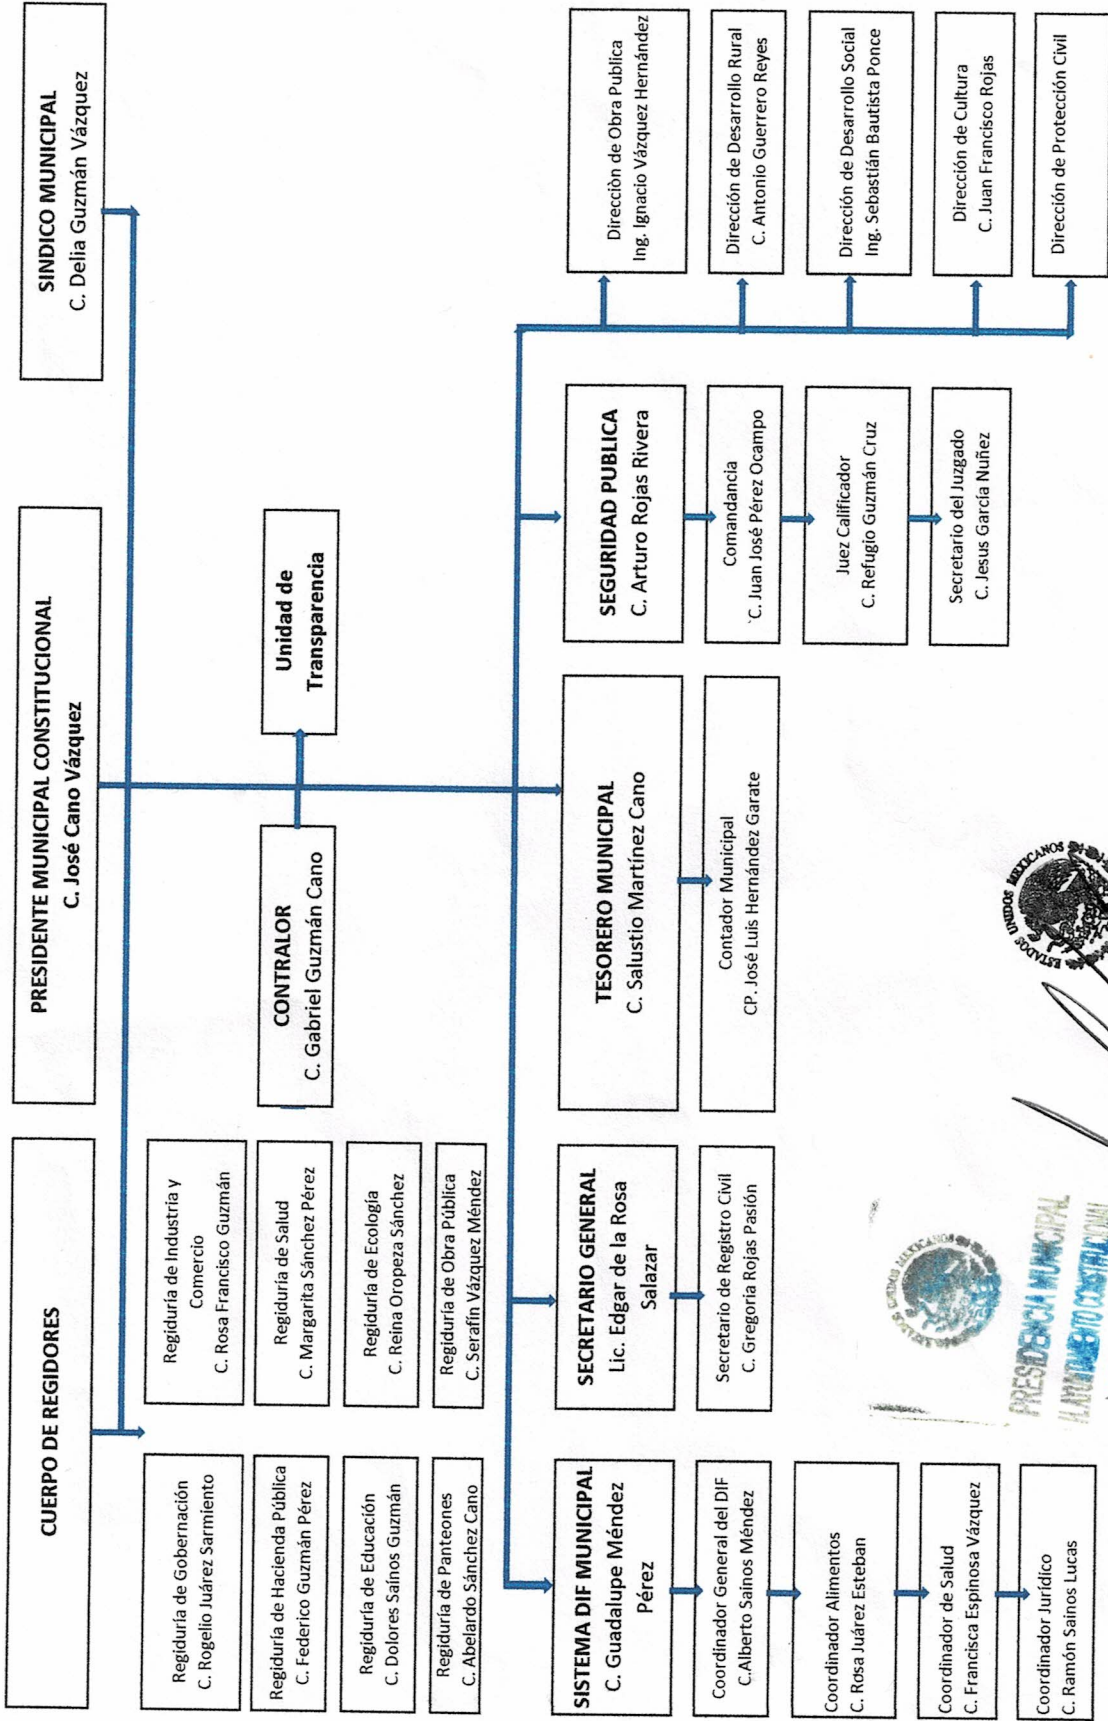 CUERPO DE REGIDORES
PRESIDENTE MUNICIPAL CONSTITUCIONAL
C. José Cano Vázquez
SINDICO MUNICIPAL
C. Delia Guzmán Vázquez
Regiduría de Gobernación
C. Rogelio Juárez Sarmiento
Regiduría de Industria y
Comercio
C. Rosa Francisco Guzmán
Regiduría de Hacienda Pública
C. Federico Guzmán Pérez
Regiduría de Salud
C. Margarita Sánchez Pérez
Regiduría de Educación
C. Dolores Sainos Guzmán
Regiduría de Ecología
C. Reina Oropeza Sánchez
Regiduría de Panteones
C. Abelardo Sánchez Cano
Regiduría de Obra Pública
C. Serafín Vázquez Méndez
CONTRALOR
C. Gabriel Guzmán Cano
Unidad de
Transparencia
SISTEMA DIF MUNICIPAL
C. Guadalupe Méndez
Pérez
Coordinador General del DIF
C.Alberto Sainos Méndez
Coordinador Alimentos
C. Rosa Juárez Esteban
Coordinador de Salud
C. Francisca Espinosa Vázquez
Coordinador Jurídico
C. Ramón Sainos Lucas
SECRETARIO GENERAL
Lic. Edgar de la Rosa
Salazar
Secretario de Registro Civil
C. Gregoria Rojas Pasión
TESORERO MUNICIPAL
C. Salustio Martínez Cano
Contador Municipal
CP. José Luis Hernández Garate
SEGURIDAD PUBLICA
C. Arturo Rojas Rivera
Comandancia
`C. Juan José Pérez Ocampo
Juez Calificador
C. Refugio Guzmán Cruz
Secretario del Juzgado
C. Jesus García Nuñez
Direcciòn de Obra Publica
Ing. Ignacio Vázquez Hernández
Dirección de Desarrollo Rural
C. Antonio Guerrero Reyes
Dirección de Desarrollo Social
Ing. Sebastián Bautista Ponce
Dirección de Cultura
C. Juan Francisco Rojas
Dirección de Protección Civil
ESTADOS UNIDOS MEXICANOS
PRESIDENCIA MUNICIPAL
H. AYUNTAMIENTO CONSTITUCIONAL
ESTADOS UNIDOS MEXICANOS